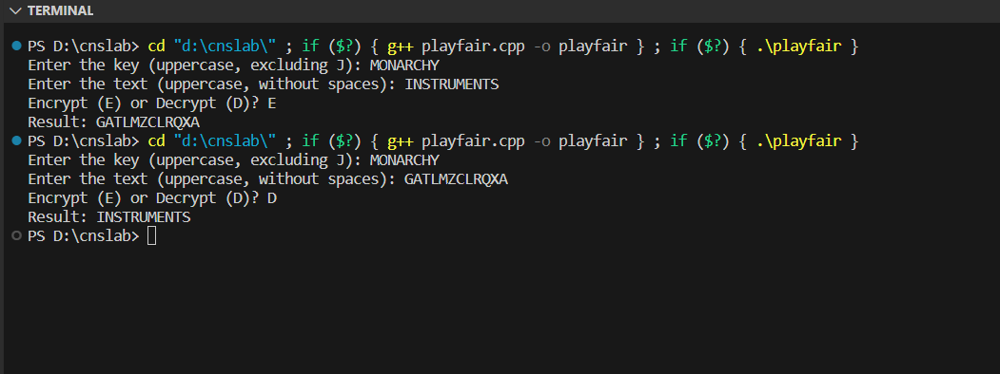 TERMINAL
PS D:\cnslab> cd "d:\cnslab\" ; if ($?) { g++ playfair.cpp -o playfair } ; if ($?) { .\playfair }
Enter the key (uppercase, excluding J): MONARCHY
Enter the text (uppercase, without spaces): INSTRUMENTS
Encrypt (E) or Decrypt (D)? E
Result: GATLMZCLRQXA
PS D:\cnslab> cd "d:\cnslab\" ; if ($?) { g++ playfair.cpp -o playfair } ; if ($?) { .\playfair }
Enter the key (uppercase, excluding J): MONARCHY
Enter the text (uppercase, without spaces): GATLMZCLRQXA
Encrypt (E) or Decrypt (D)? D
Result: INSTRUMENTS
PS D:\cnslab>